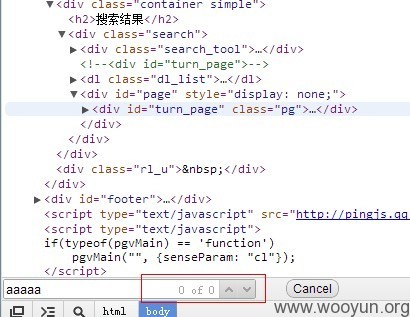 ▼<div class="container simple">
<h2>搜索结果</h2>
▼<div class="search">
▶<div class="search_tool">…</div>
<!--<div id="turn_page">-->
▶<dl class="dl_list">…</dl>
▼<div id="page" style="display: none;">
▶<div id="turn_page" class="pg">…</div>
</div>
</div>
</div>
<div class="rl_u">&nbsp;</div>
</div>
▶<div id="footer">…</div>
<script type="text/javascript" src="http://pingjs.qq
<script type="text/javascript">
if(typeof(pgvMain) == 'function')
pgvMain("", {senseParam: "cl"});
</script>
aaaaa 0 of 0 Cancel
html body
www.wooyun.org